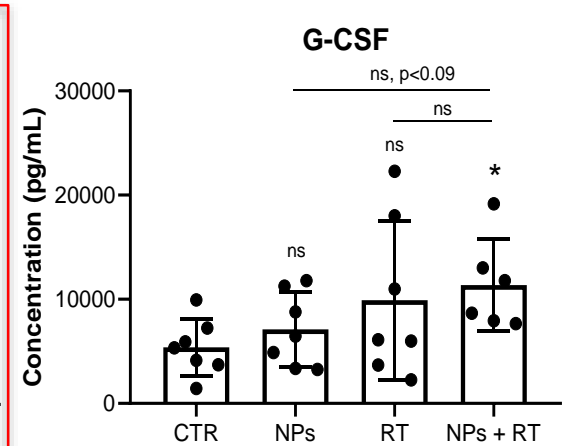 G-CSF
ns, p<0.09
ns
ns
*
ns
Concentration (pg/mL)
30000
20000
10000
0
CTR NPs RT NPs + RT